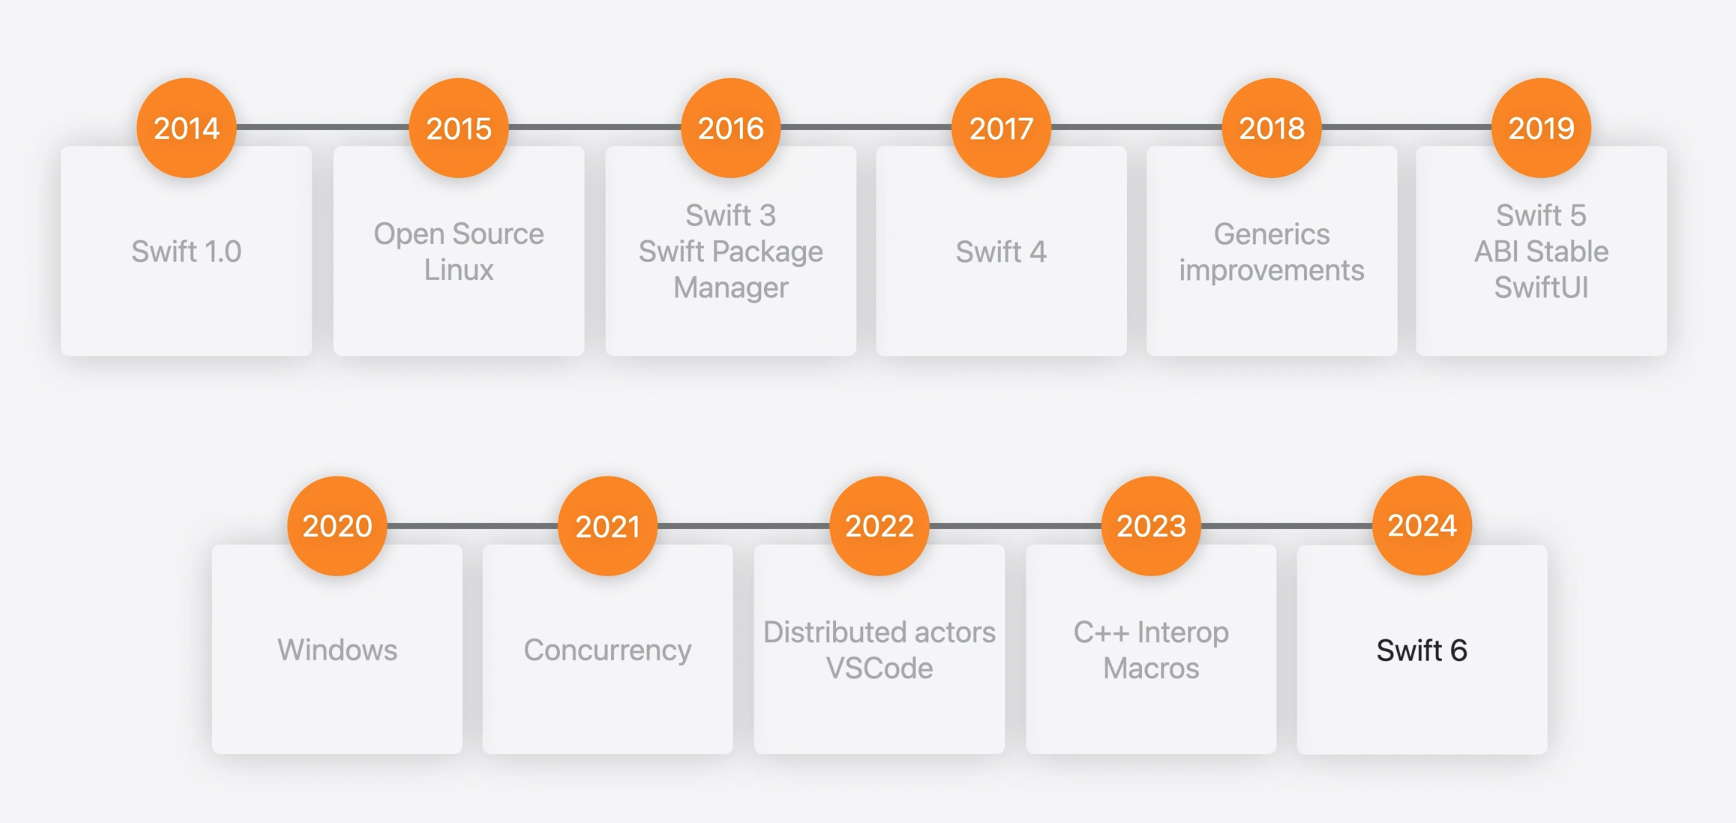 2014
Swift 1.0
2015
Open Source
Linux
2016
Swift 3
Swift Package
Manager
2017
Swift 4
2018
Generics
improvements
2019
Swift 5
ABI Stable
SwiftUI
2020
Windows
2021
Concurrency
2022
Distributed actors
VSCode
2023
C++ Interop
Macros
2024
Swift 6